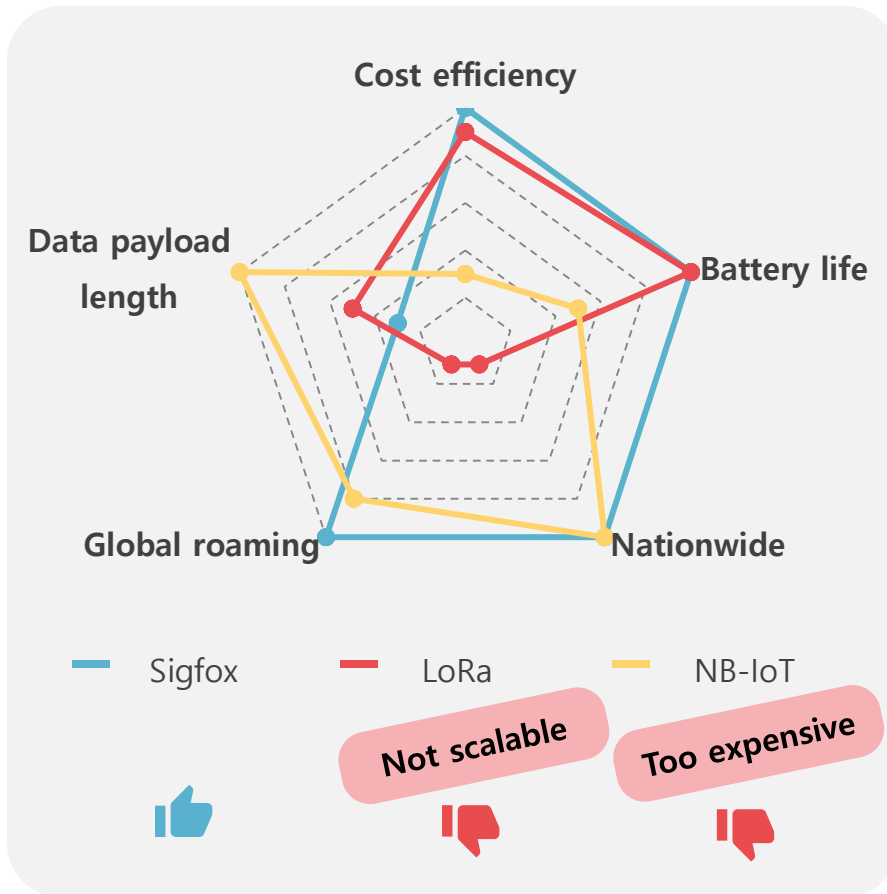 Cost efficiency
Data payload
length
Battery life
Global roaming
Nationwide
Sigfox
LoRa
NB-IoT
Not scalable
Too expensive